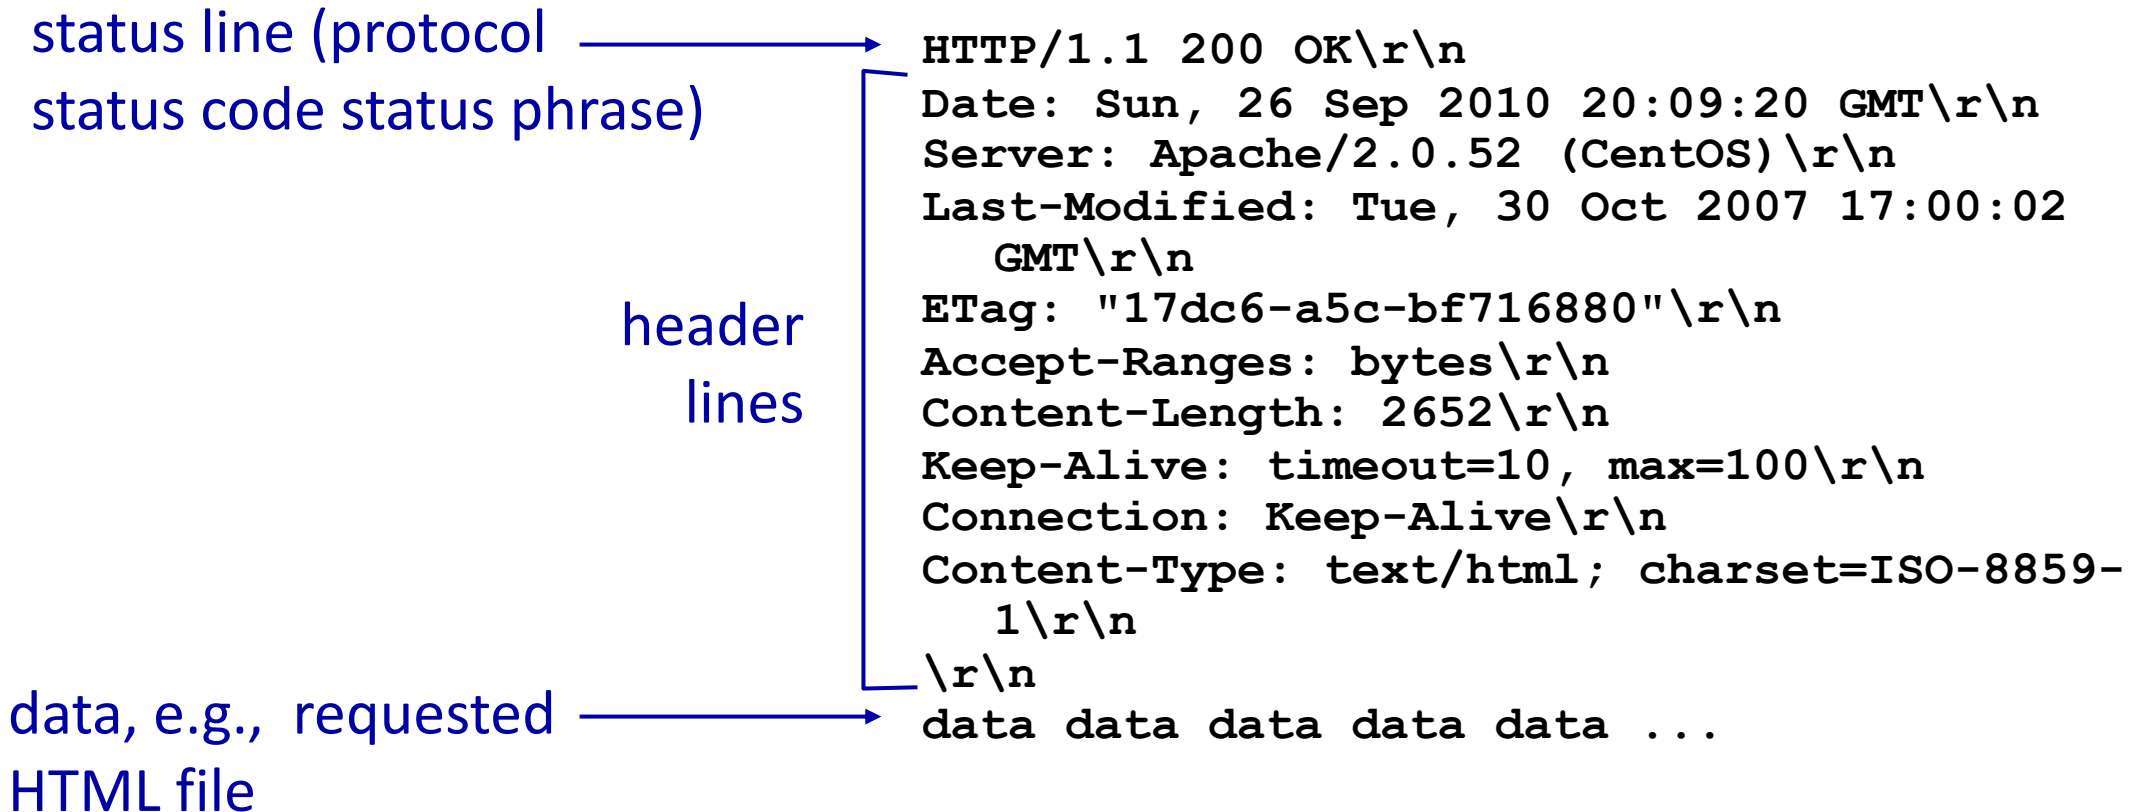 status line (protocol
status code status phrase)
header
lines
data, e.g., requested
HTML file
HTTP/1.1 200 OK\r\n
Date: Sun, 26 Sep 2010 20:09:20 GMT\r\n
Server: Apache/2.0.52 (CentOS)\r\n
Last-Modified: Tue, 30 Oct 2007 17:00:02
GMT\r\n
ETag: "17dc6-a5c-bf716880"\r\n
Accept-Ranges: bytes\r\n
Content-Length: 2652\r\n
Keep-Alive: timeout=10, max=100\r\n
Connection: Keep-Alive\r\n
Content-Type: text/html; charset=ISO-8859-
1\r\n
\r\n
data data data data data ...